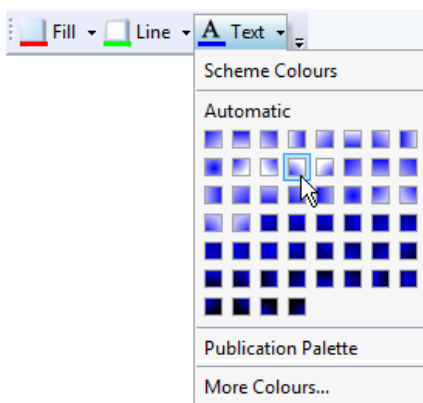 Fill Line A Text
Scheme Colours
Automatic
Publication Palette
More Colours...